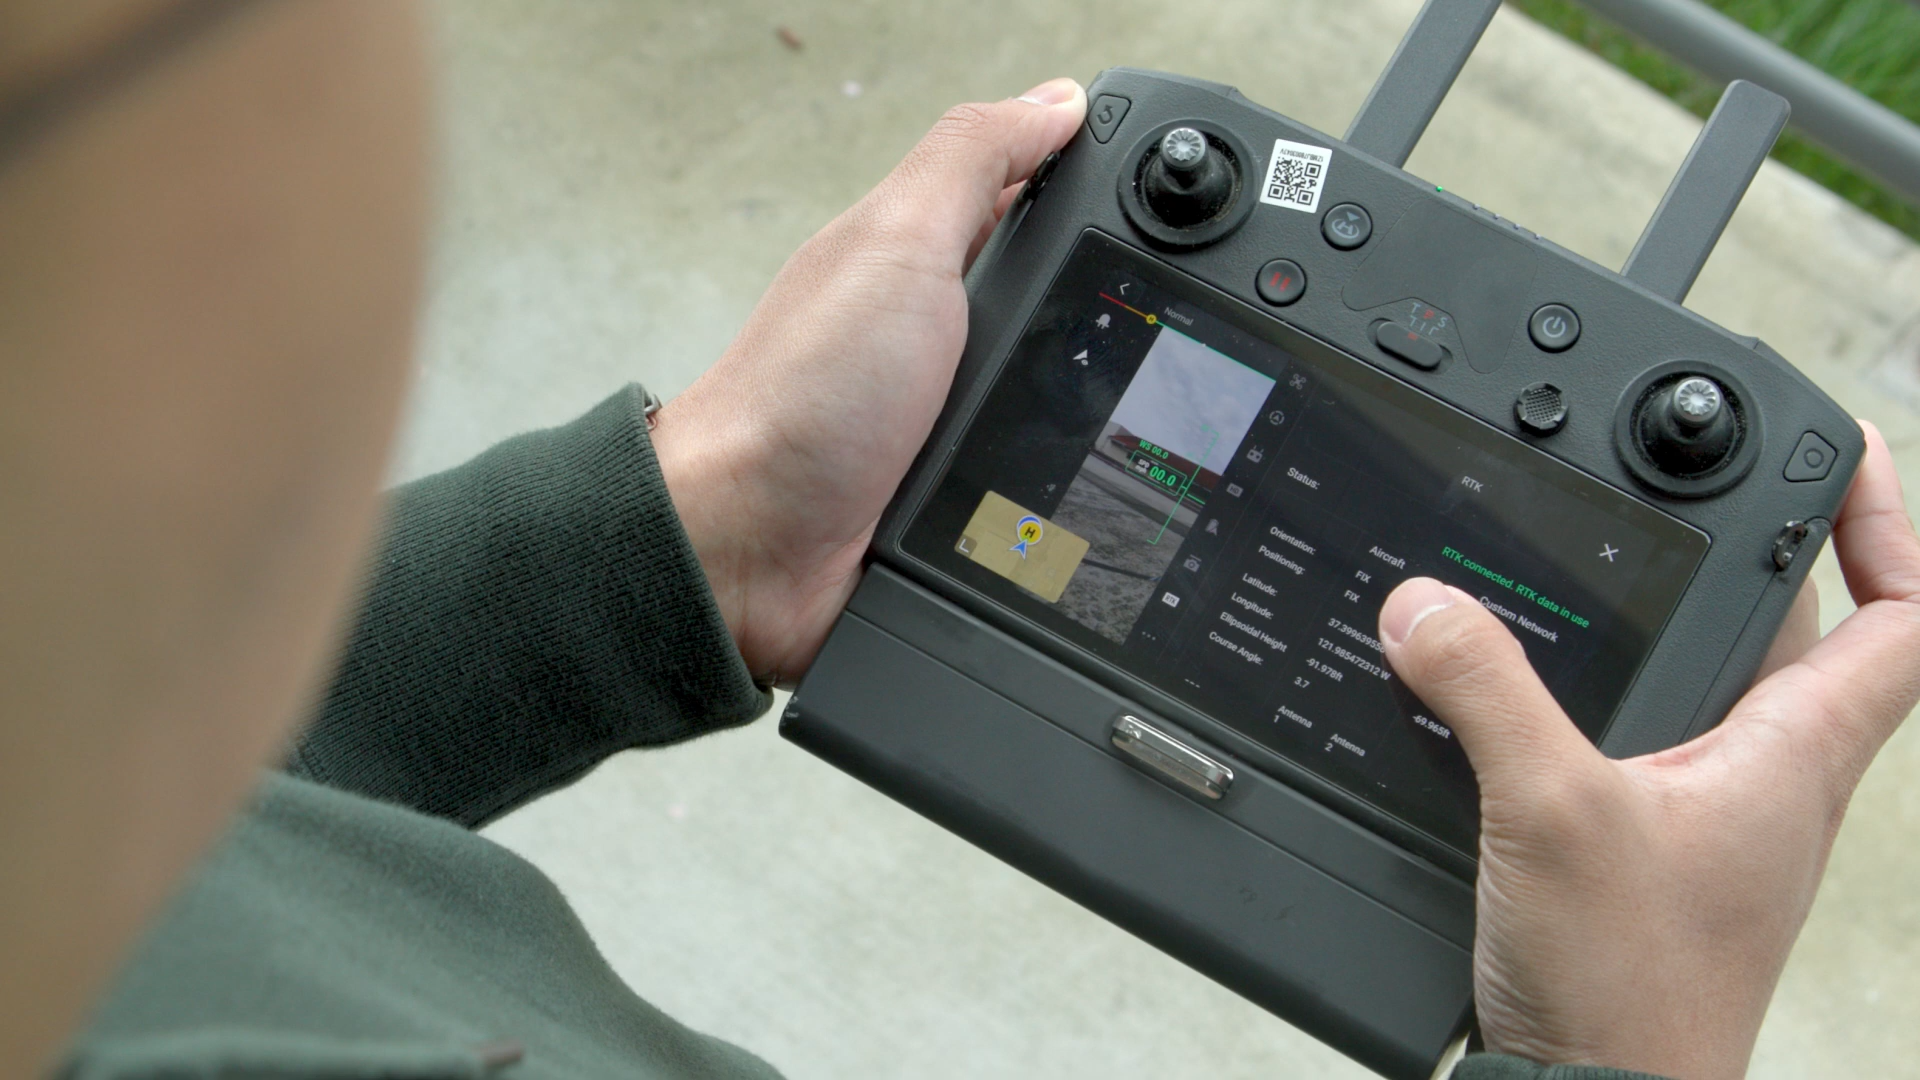 T P S
Normal
WS 00.0
SPD 00.0
H
RTK
Status:
RTK connected. RTK data in use
Aircraft
Custom Network
Orientation: FIX
Positioning: FIX
Latitude:
Longitude: 121.985472312 W
Ellipsoidal Height -91.978ft -69.965ft
Course Angle: 3.7
Antenna 1
Antenna 2
RTK